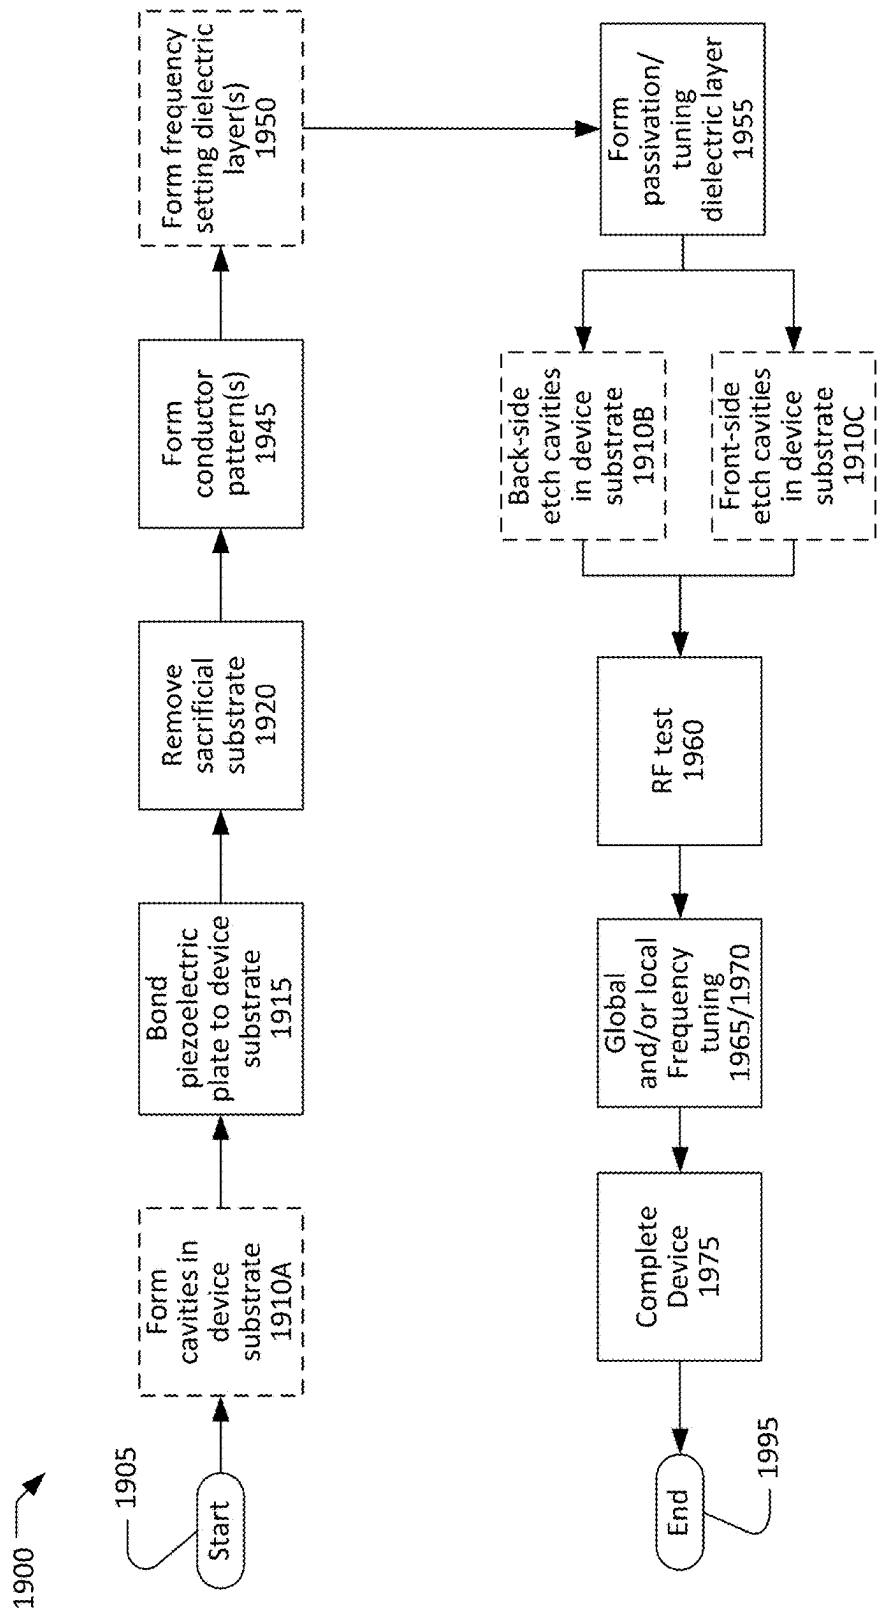 1900
1905
Start
Form
cavities in
device
substrate
1910A
Bond
piezoelectric
plate to device
substrate
1915
Remove
sacrificial
substrate
1920
Form
conductor
pattern(s)
1945
Form frequency
setting dielectric
layer(s)
1950
Form
passivation/
tuning
dielectric layer
1955
Back-side
etch cavities
in device
substrate
1910B
Front-side
etch cavities
in device
substrate
1910C
RF test
1960
Global
and/or local
Frequency
tuning
1965/1970
Complete
Device
1975
End
1995